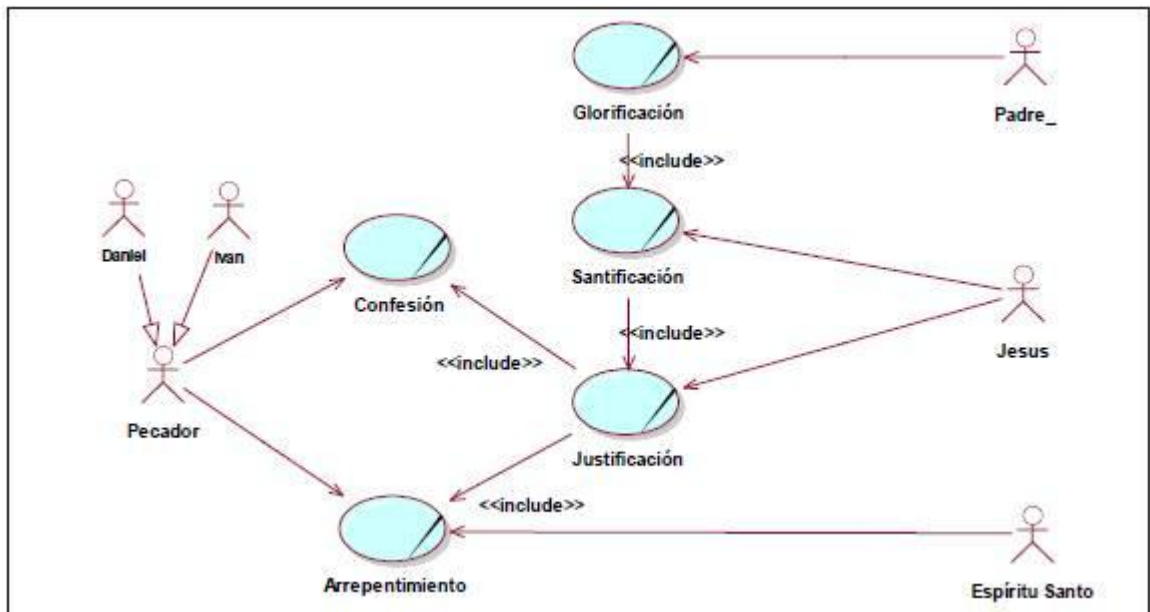 Glorificación
Padre_
<<include>>
Daniel
Ivan
Confesión
Santificación
<<include>>
Jesus
<<include>>
Pecador
Justificación
<<include>>
Arrepentimiento
Espíritu Santo